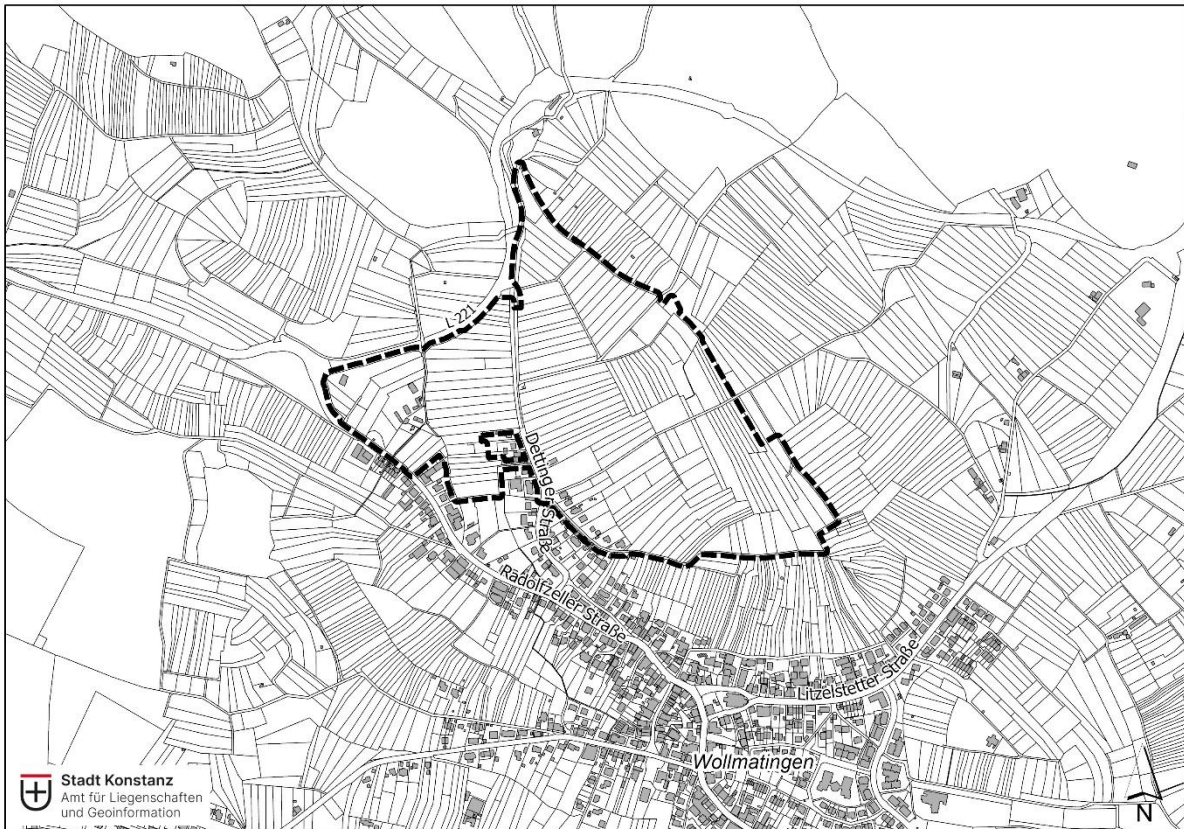 L 221
Dettinger Straße
Radolfzeller Straße
Litzelstetter Straße
Wollmatingen
Stadt Konstanz
Amt für Liegenschaften
und Geoinformation
N